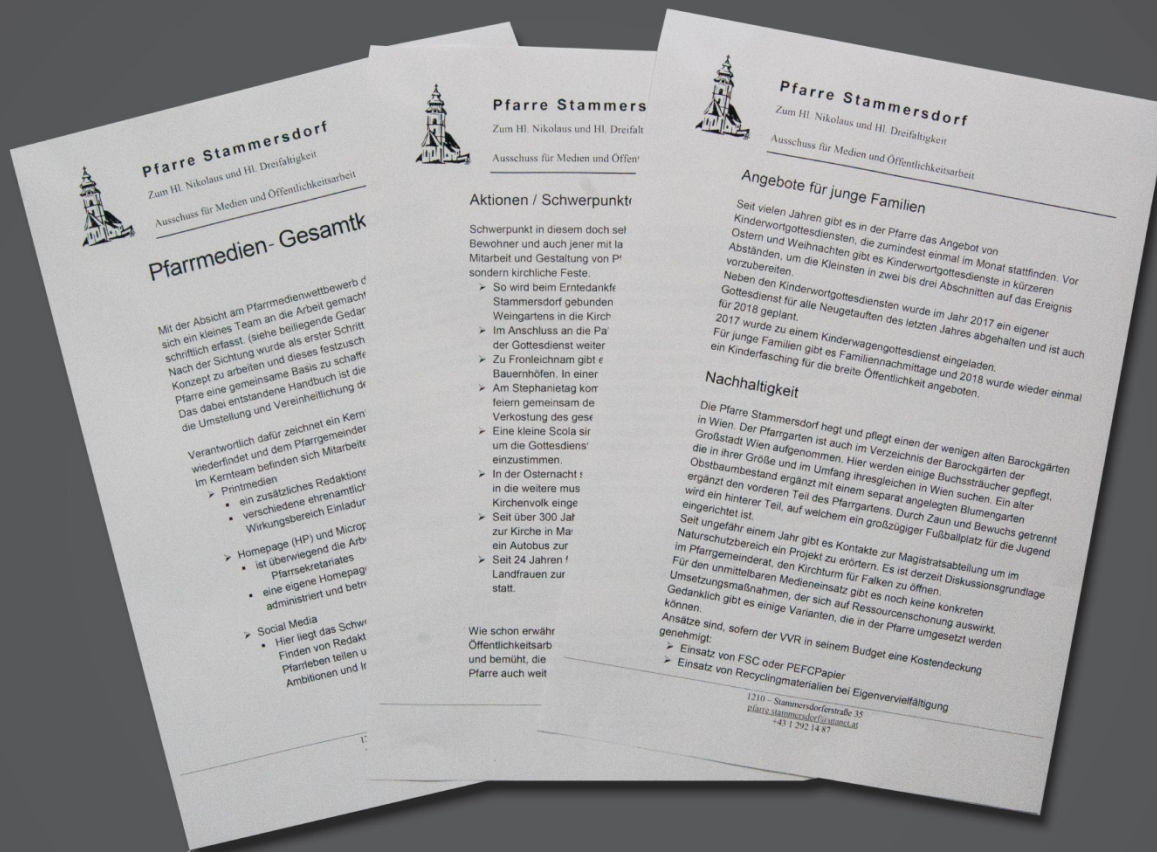 Pfarre Stammersdorf
Zum Hl. Nikolaus und Hl. Dreifaltigkeit
Ausschuss für Medien und Öffentlichkeitsarbeit
Pfarrmedien- Gesamtk
Mit der Absicht am Pfarrmedienwettbewerb d
sich ein kleines Team an die Arbeit gemacht
schriftlich erfasst. (siehe beiliegende Gedan
Nach der Sichtung wurde als erster Schritt
Konzept zu arbeiten und dieses festzusch
Pfarre eine gemeinsame Basis zu schaffe
Das dabei entstandene Handbuch ist die
die Umstellung und Vereinheitlichung de
Verantwortlich dafür zeichnet ein Kern
wiederfindet und dem Pfarrgemeinder
Im Kernteam befinden sich Mitarbeite
➢ Printmedien
▪ ein zusätzliches Redaktions
▪ verschiedene ehrenamtlich
Wirkungsbereich Einladun
➢ Homepage (HP) und Microp
▪ ist überwiegend die Arb
Pfarrsekretariates
▪ eine eigene Homepag
administriert und betre
➢ Social Media
▪ Hier liegt das Schwe
Finden von Redakt
Pfarrleben teilen u
Ambitionen und Ir
Pfarre Stammers
Zum Hl. Nikolaus und Hl. Dreifalt
Ausschuss für Medien und Öffen
Aktionen / Schwerpunkte
Schwerpunkt in diesem doch sel
Bewohner und auch jener mit la
Mitarbeit und Gestaltung von Pf
sondern kirchliche Feste.
➢ So wird beim Erntedankfe
Stammersdorf gebunden
Weingartens in die Kirch
➢ Im Anschluss an die Pa
der Gottesdienst weiter
➢ Zu Fronleichnam gibt e
Bauernhöfen. In einer
➢ Am Stephanietag kom
feiern gemeinsam de
Verkostung des gese
➢ Eine kleine Scola sin
um die Gottesdiens
einzustimmen.
➢ In der Osternacht s
in die weitere mus
Kirchenvolk einge
➢ Seit über 300 Jah
zur Kirche in Ma
ein Autobus zur
➢ Seit 24 Jahren f
Landfrauen zur
statt.
Wie schon erwähn
Öffentlichkeitsarb
und bemüht, die
Pfarre auch weit
Pfarre Stammersdorf
Zum Hl. Nikolaus und Hl. Dreifaltigkeit
Ausschuss für Medien und Öffentlichkeitsarbeit
Angebote für junge Familien
Seit vielen Jahren gibt es in der Pfarre das Angebot von
Kinderwortgottesdiensten, die zumindest einmal im Monat stattfinden. Vor
Ostern und Weihnachten gibt es Kinderwortgottesdienste in kürzeren
Abständen, um die Kleinsten in zwei bis drei Abschnitten auf das Ereignis
vorzubereiten.
Neben den Kinderwortgottesdiensten wurde im Jahr 2017 ein eigener
Gottesdienst für alle Neugetauften des letzten Jahres abgehalten und ist auch
für 2018 geplant.
2017 wurde zu einem Kinderwagengottesdienst eingeladen.
Für junge Familien gibt es Familiennachmittage und 2018 wurde wieder einmal
ein Kinderfasching für die breite Öffentlichkeit angeboten.
Nachhaltigkeit
Die Pfarre Stammersdorf hegt und pflegt einen der wenigen alten Barockgärten
in Wien. Der Pfarrgarten ist auch im Verzeichnis der Barockgärten der
Großstadt Wien aufgenommen. Hier werden einige Buchssträucher gepflegt,
die in ihrer Größe und im Umfang ihresgleichen in Wien suchen. Ein alter
Obstbaumbestand ergänzt mit einem separat angelegten Blumengarten
ergänzt den vorderen Teil des Pfarrgartens. Durch Zaun und Bewuchs getrennt
wird ein hinterer Teil, auf welchem ein großzügiger Fußballplatz für die Jugend
eingerichtet ist.
Seit ungefähr einem Jahr gibt es Kontakte zur Magistratsabteilung um im
Naturschutzbereich ein Projekt zu erörtern. Es ist derzeit Diskussionsgrundlage
im Pfarrgemeinderat, den Kirchturm für Falken zu öffnen.
Für den unmittelbaren Medieneinsatz gibt es noch keine konkreten
Umsetzungsmaßnahmen, der sich auf Ressourcenschonung auswirkt.
Gedanklich gibt es einige Varianten, die in der Pfarre umgesetzt werden
können.
Ansätze sind, sofern der VVR in seinem Budget eine Kostendeckung
genehmigt:
➢ Einsatz von FSC oder PEFCPapier
➢ Einsatz von Recyclingmaterialien bei Eigenvervielfältigung
1210 – Stammersdorferstraße 35
pfarre.stammersdorf@utanet.at
+43 1 292 14 87